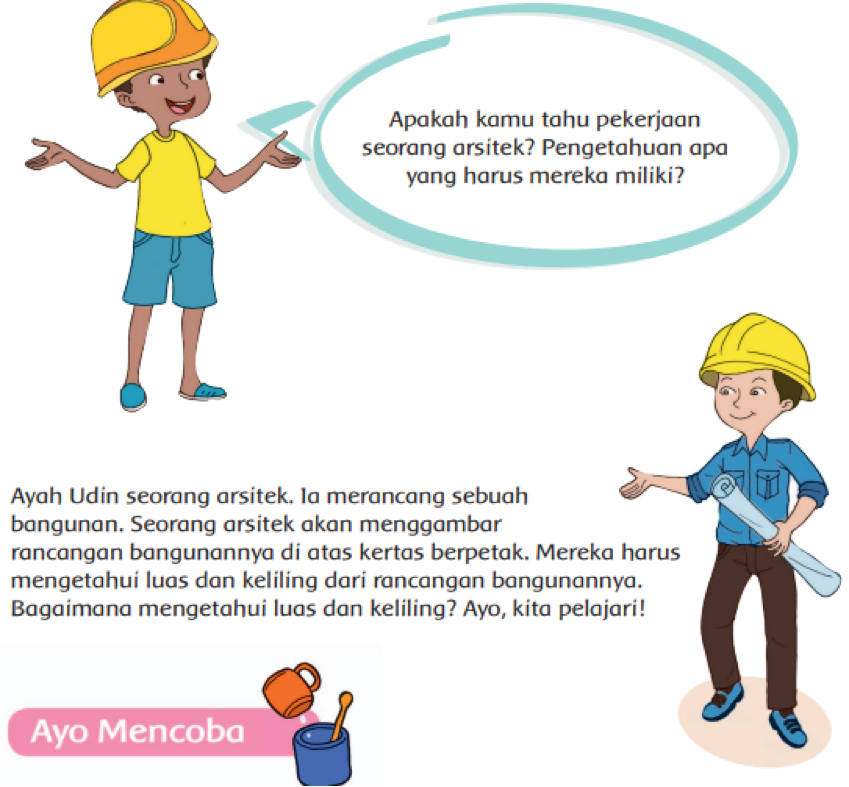 Apakah kamu tahu pekerjaan
seorang arsitek? Pengetahuan apa
yang harus mereka miliki?
Ayah Udin seorang arsitek. Ia merancang sebuah
bangunan. Seorang arsitek akan menggambar
rancangan bangunannya di atas kertas berpetak. Mereka harus
mengetahui luas dan keliling dari rancangan bangunannya.
Bagaimana mengetahui luas dan keliling? Ayo, kita pelajari!
Ayo Mencoba